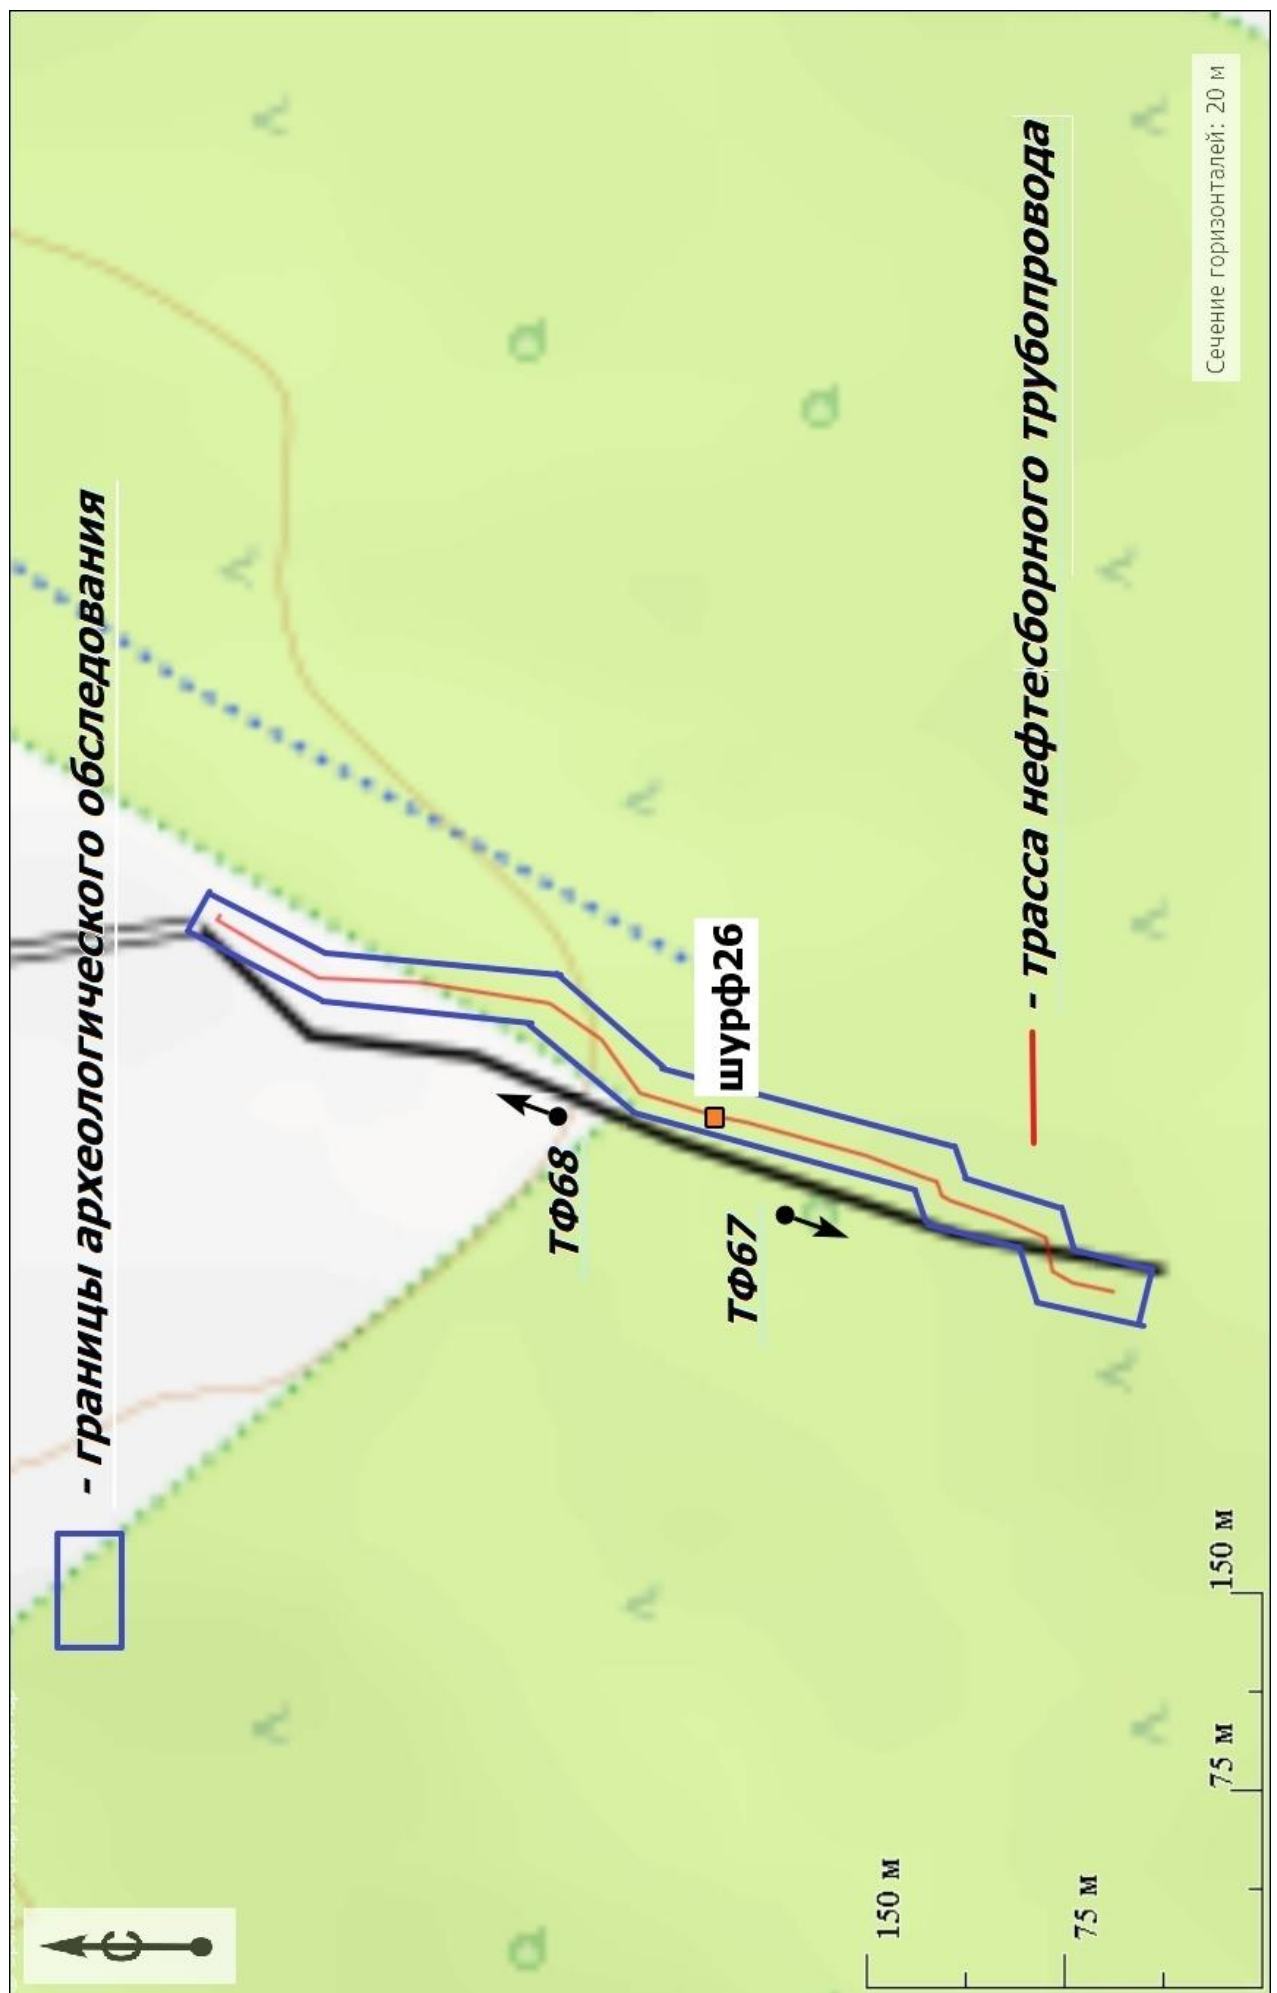 - границы археологического обследования
С
ТФ68
шурф26
ТФ67
- трасса нефтесборного трубопровода
Сечение горизонталей: 20 м
150 м
75 м
75 м
150 м